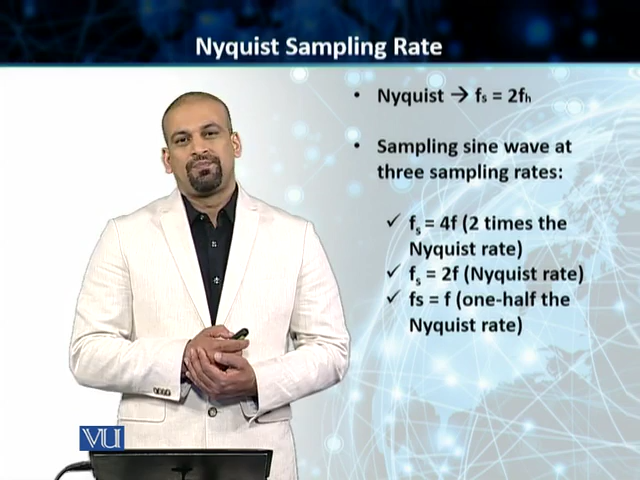 Nyquist Sampling Rate
• Nyquist → fs = 2fh
• Sampling sine wave at
three sampling rates:
✓ fs = 4f (2 times the
Nyquist rate)
✓ fs = 2f (Nyquist rate)
✓ fs = f (one-half the
Nyquist rate)
VU